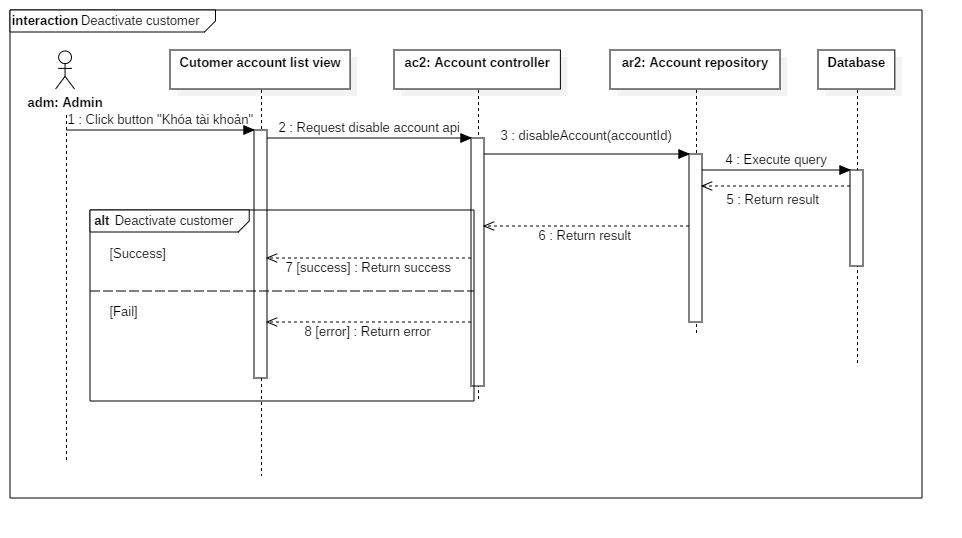 interaction Deactivate customer
Cutomer account list view
ac2: Account controller
ar2: Account repository
Database
adm: Admin
1 : Click button "Khóa tài khoản"
2 : Request disable account api
3 : disableAccount(accountId)
4 : Execute query
5 : Return result
alt Deactivate customer
6 : Return result
[Success]
7 [success] : Return success
[Fail]
8 [error] : Return error